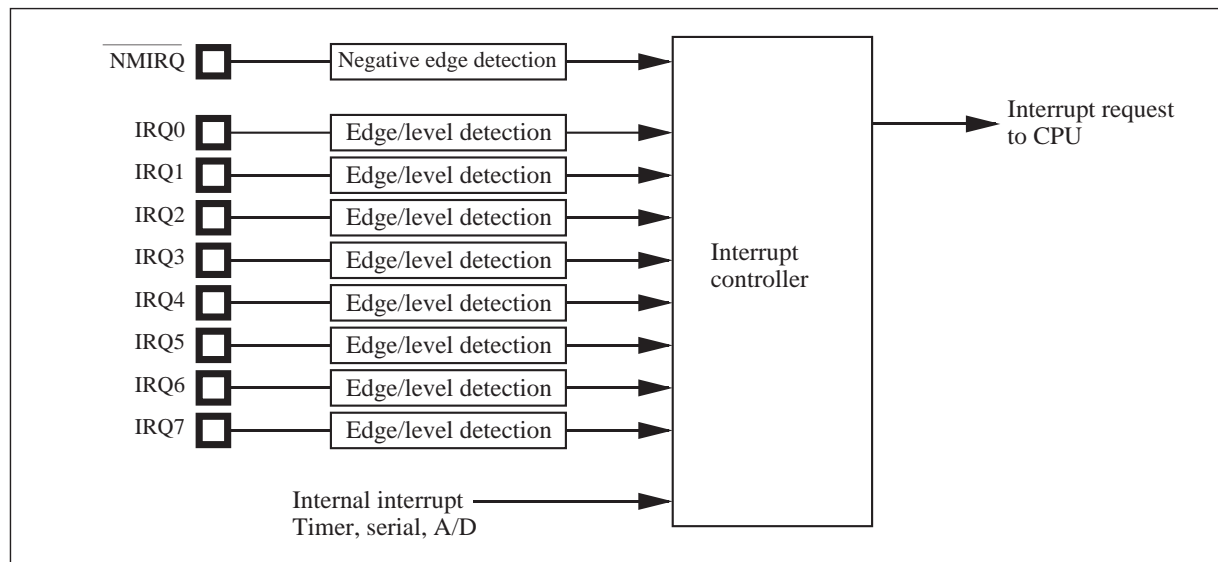 NMIRQ
Negative edge detection
IRQ0
Edge/level detection
Interrupt request
to CPU
IRQ1
Edge/level detection
IRQ2
Edge/level detection
IRQ3
Edge/level detection
Interrupt
controller
IRQ4
Edge/level detection
IRQ5
Edge/level detection
IRQ6
Edge/level detection
IRQ7
Edge/level detection
Internal interrupt
Timer, serial, A/D